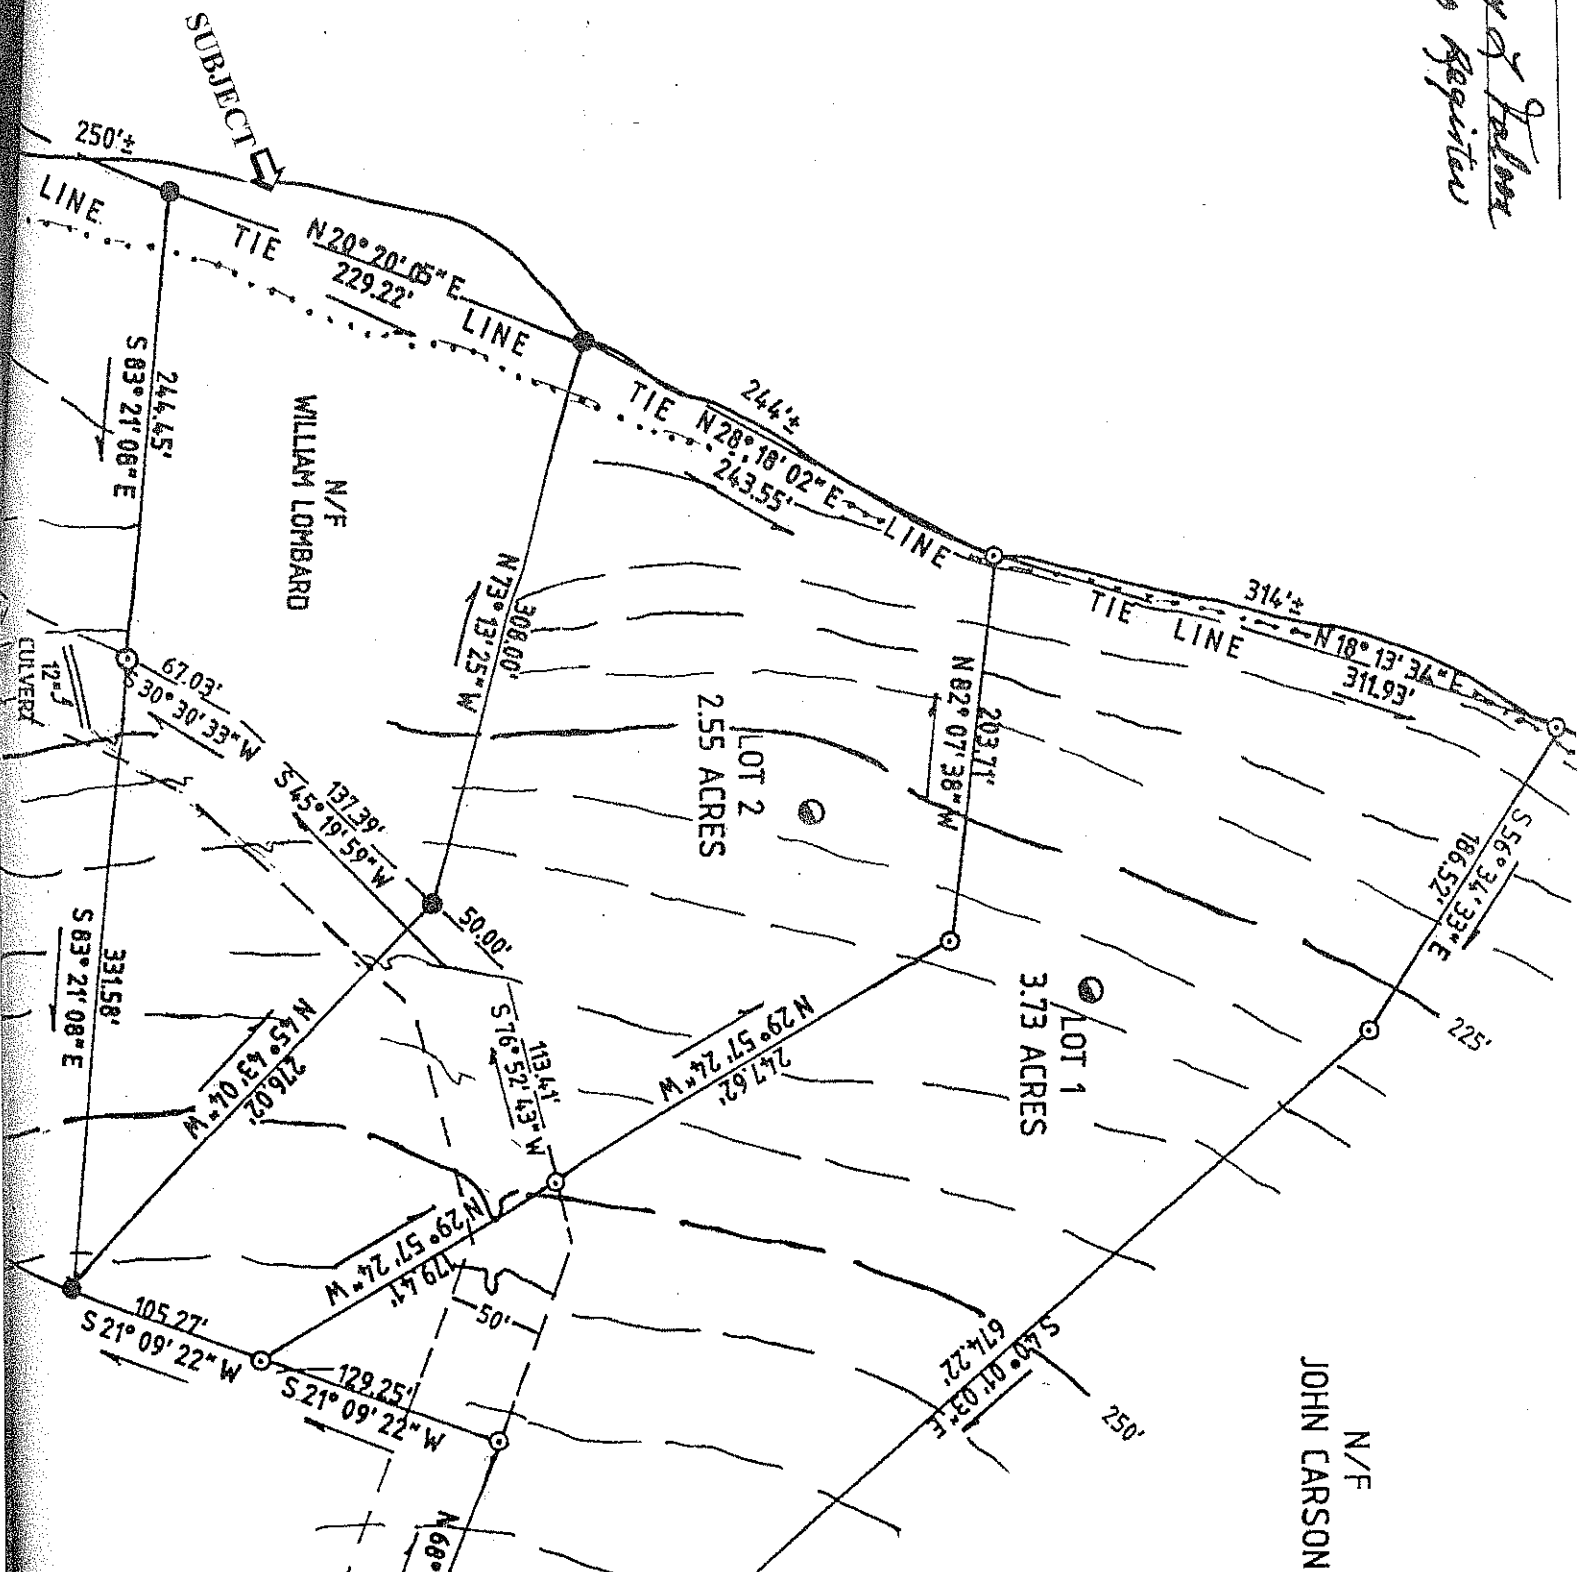 Register
SUBJECT
250'±
LINE
TIE
N 20° 20' 05" E
229.22'
LINE
TIE
244'±
N 28° 18' 02" E
243.55'
LINE
TIE
LINE
314'±
N 18° 13' 34" E
311.93'
S 56° 34' 33" E
186.52'
244.45'
S 83° 21' 08" E
N/F
WILLIAM LOMBARD
308.00'
N 73° 13' 25" W
203.71'
N 82° 07' 38" W
LOT 2
2.55 ACRES
12"
CULVERT
67.03'
S 30° 30' 33" W
137.39'
S 45° 19' 59" W
50.00'
331.58'
S 83° 21' 08" E
N 45° 43' 04" W
276.02'
113.41'
S 76° 52' 43" W
N 29° 57' 24" W
247.62'
LOT 1
3.73 ACRES
225'
N 29° 57' 24" W
179.41'
50'
105.27'
S 21° 09' 22" W
129.25'
S 21° 09' 22" W
S 40° 01' 03" E
674.22'
250'
N/F
JOHN CARSON
N 68°